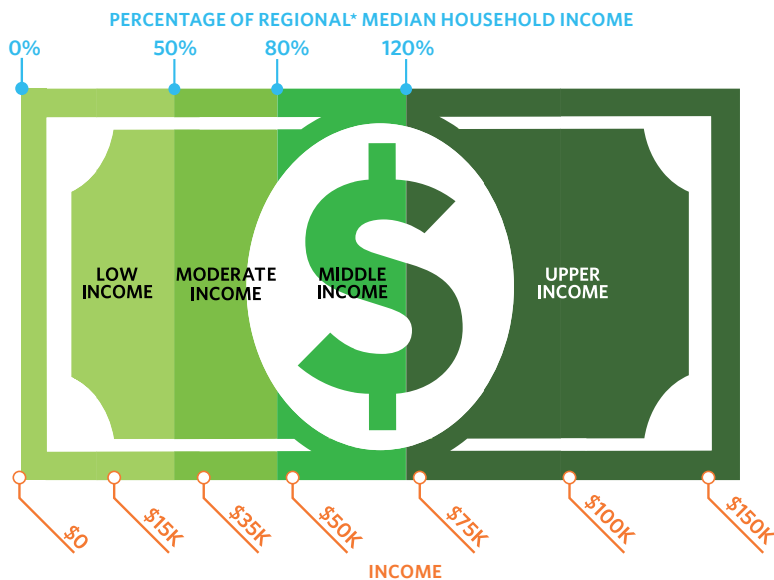 PERCENTAGE OF REGIONAL* MEDIAN HOUSEHOLD INCOME
0% 50% 80% 120%
LOW INCOME
MODERATE INCOME
MIDDLE INCOME
UPPER INCOME
$
$0 $15K $35K $50K $75K $100K $150K
INCOME